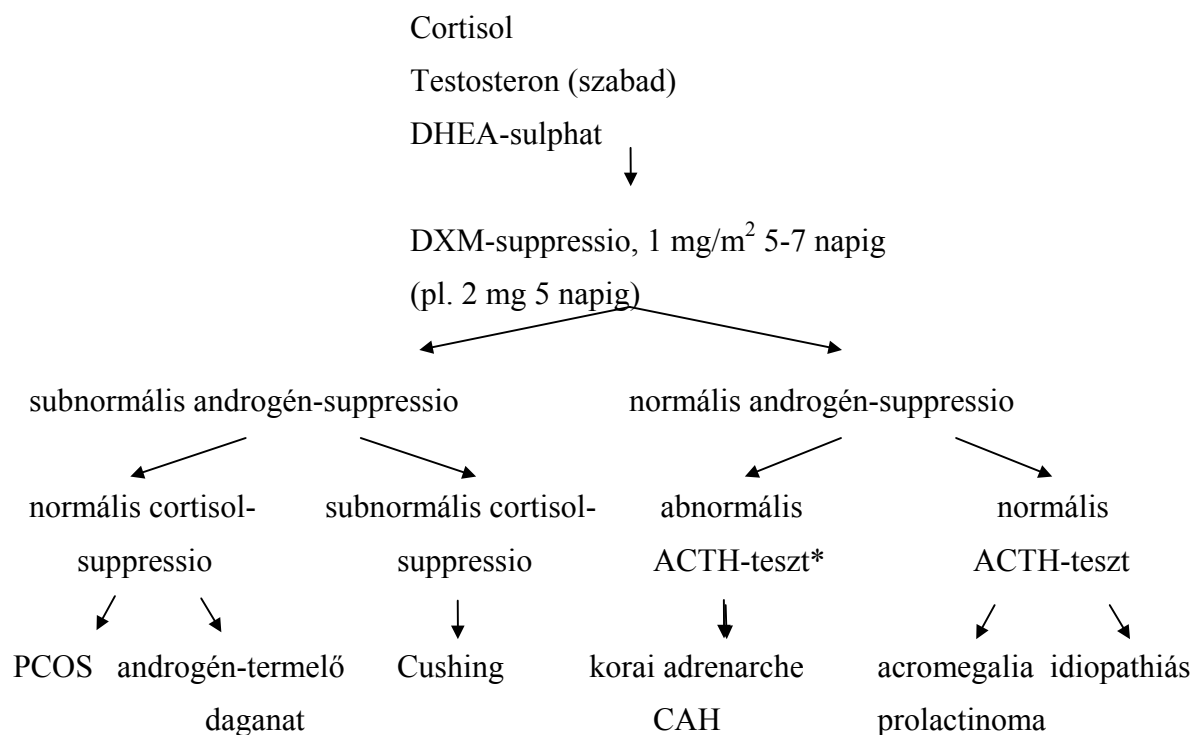 Cortisol
Testosteron (szabad)
DHEA-sulphat
DXM-suppressio, 1 mg/m² 5-7 napig
(pl. 2 mg 5 napig)
subnormális androgén-suppressio normális androgén-suppressio
normális cortisol- subnormális cortisol- abnormális normális
suppressio suppressio ACTH-teszt* ACTH-teszt
PCOS androgén-termelő Cushing korai adrenarche acromegalia idiopathiás
daganat CAH prolactinoma